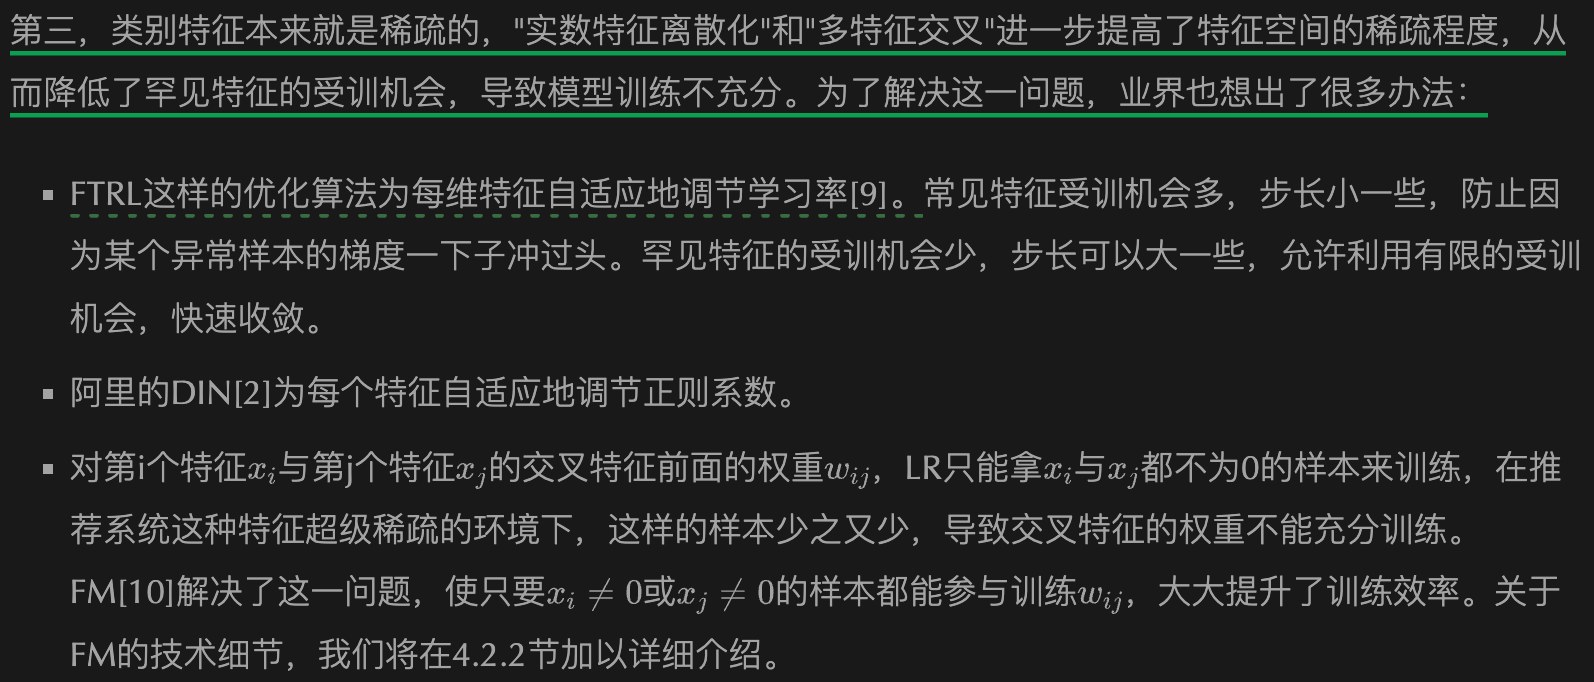 第三，类别特征本来就是稀疏的，"实数特征离散化"和"多特征交叉"进一步提高了特征空间的稀疏程度，从
而降低了罕见特征的受训机会，导致模型训练不充分。为了解决这一问题，业界也想出了很多办法：
▪ FTRL这样的优化算法为每维特征自适应地调节学习率[9]。常见特征受训机会多，步长小一些，防止因
为某个异常样本的梯度一下子冲过头。罕见特征的受训机会少，步长可以大一些，允许利用有限的受训
机会，快速收敛。
▪ 阿里的DIN[2]为每个特征自适应地调节正则系数。
▪ 对第i个特征$x_i$与第j个特征$x_j$的交叉特征前面的权重$w_{ij}$，LR只能拿$x_i$与$x_j$都不为0的样本来训练，在推
荐系统这种特征超级稀疏的环境下，这样的样本少之又少，导致交叉特征的权重不能充分训练。
FM[10]解决了这一问题，使只要$x_i \neq 0$或$x_j \neq 0$的样本都能参与训练$w_{ij}$，大大提升了训练效率。关于
FM的技术细节，我们将在4.2.2节加以详细介绍。